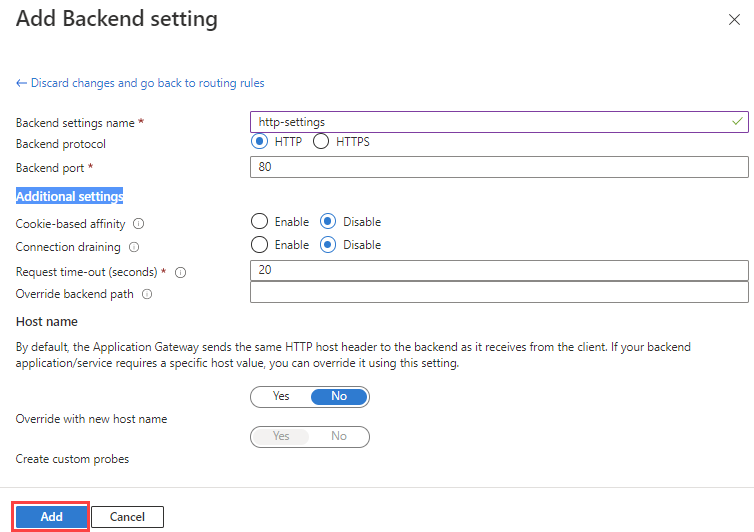 Add Backend setting
← Discard changes and go back to routing rules
Backend settings name * http-settings
Backend protocol HTTP HTTPS
Backend port * 80
Additional settings
Cookie-based affinity Enable Disable
Connection draining Enable Disable
Request time-out (seconds) * 20
Override backend path
Host name
By default, the Application Gateway sends the same HTTP host header to the backend as it receives from the client. If your backend
application/service requires a specific host value, you can override it using this setting.
Yes No
Override with new host name
Yes No
Create custom probes
Add Cancel